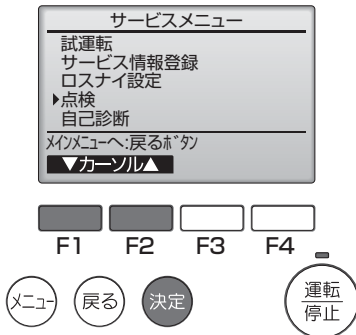 サービスメニュー
試運転
サービス情報登録
ロスナイ設定
▶点検
自己診断
ﾒｲﾝﾒﾆｭｰへ:戻るﾎﾞﾀﾝ
▼カーソル▲
F1 F2 F3 F4
ﾒﾆｭｰ 戻る 決定 運転
停止